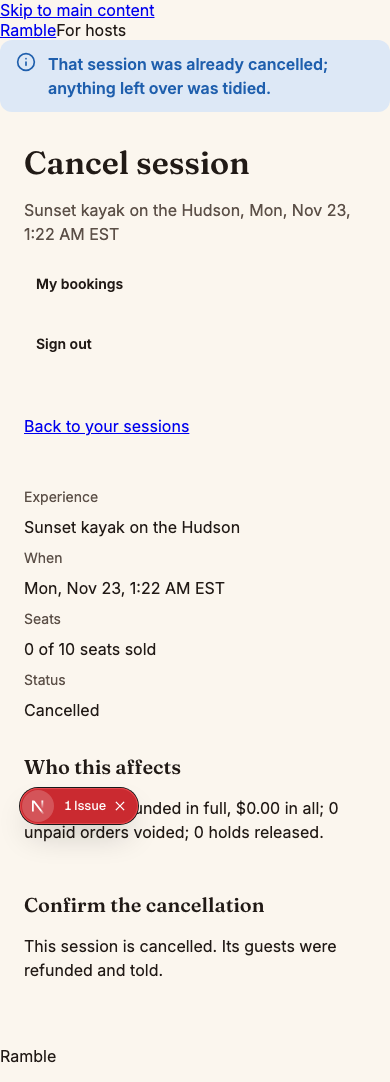 Skip to main content
RambleFor hosts
That session was already cancelled;
anything left over was tidied.
Cancel session
Sunset kayak on the Hudson, Mon, Nov 23,
1:22 AM EST
My bookings
Sign out
Back to your sessions
Experience
Sunset kayak on the Hudson
When
Mon, Nov 23, 1:22 AM EST
Seats
0 of 10 seats sold
Status
Cancelled
Who this affects
1 Issue
in full, $0.00 in all; 0
unpaid orders voided; 0 holds released.
Confirm the cancellation
This session is cancelled. Its guests were
refunded and told.
Ramble